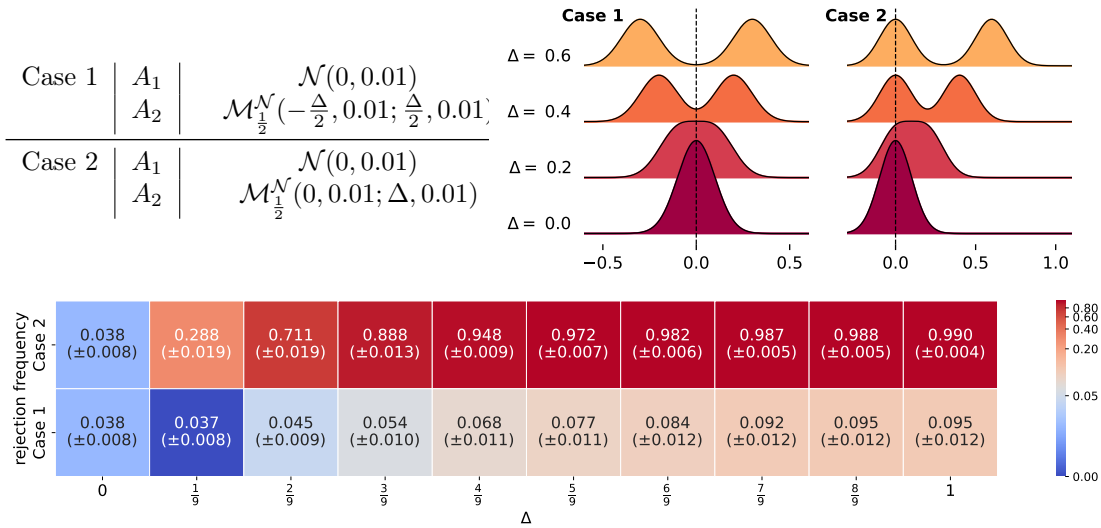 Case 1 A₁ 𝒩(0, 0.01)
A₂ ℳ^𝒩_{1/2}(−Δ/2, 0.01; Δ/2, 0.01)
Case 2 A₁ 𝒩(0, 0.01)
A₂ ℳ^𝒩_{1/2}(0, 0.01; Δ, 0.01)
Case 1
Case 2
Δ = 0.6
Δ = 0.4
Δ = 0.2
Δ = 0.0
−0.5 0.0 0.5
0.0 0.5 1.0
rejection frequency
Case 2
0.038 0.288 0.711 0.888 0.948 0.972 0.982 0.987 0.988 0.990
(±0.008) (±0.019) (±0.019) (±0.013) (±0.009) (±0.007) (±0.006) (±0.005) (±0.005) (±0.004)
Case 1
0.038 0.037 0.045 0.054 0.068 0.077 0.084 0.092 0.095 0.095
(±0.008) (±0.008) (±0.009) (±0.010) (±0.011) (±0.011) (±0.012) (±0.012) (±0.012) (±0.012)
0 1/9 2/9 3/9 4/9 5/9 6/9 7/9 8/9 1
Δ
0.80
0.60
0.40
0.20
0.05
0.00